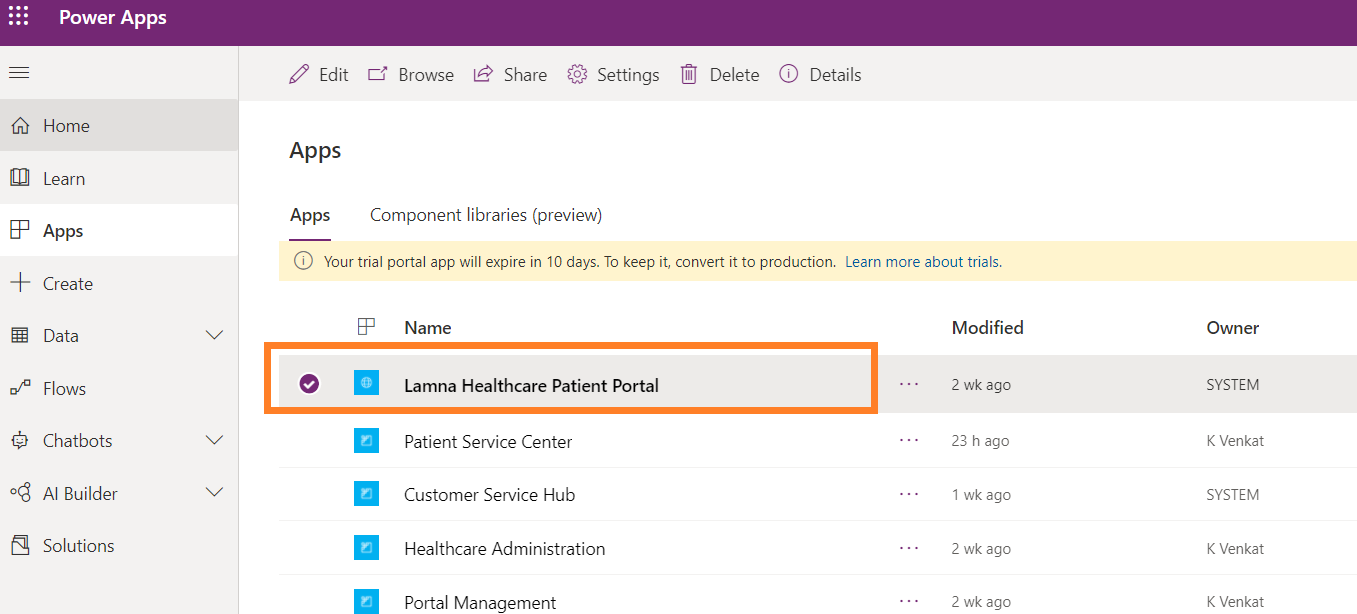 Power Apps
Edit Browse Share Settings Delete Details
Home
Learn
Apps
Create
Data
Flows
Chatbots
AI Builder
Solutions
Apps
Apps Component libraries (preview)
Your trial portal app will expire in 10 days. To keep it, convert it to production. Learn more about trials.
Name Modified Owner
Lamna Healthcare Patient Portal ... 2 wk ago SYSTEM
Patient Service Center ... 23 h ago K Venkat
Customer Service Hub ... 1 wk ago SYSTEM
Healthcare Administration ... 2 wk ago K Venkat
Portal Management ... 2 wk ago K Venkat